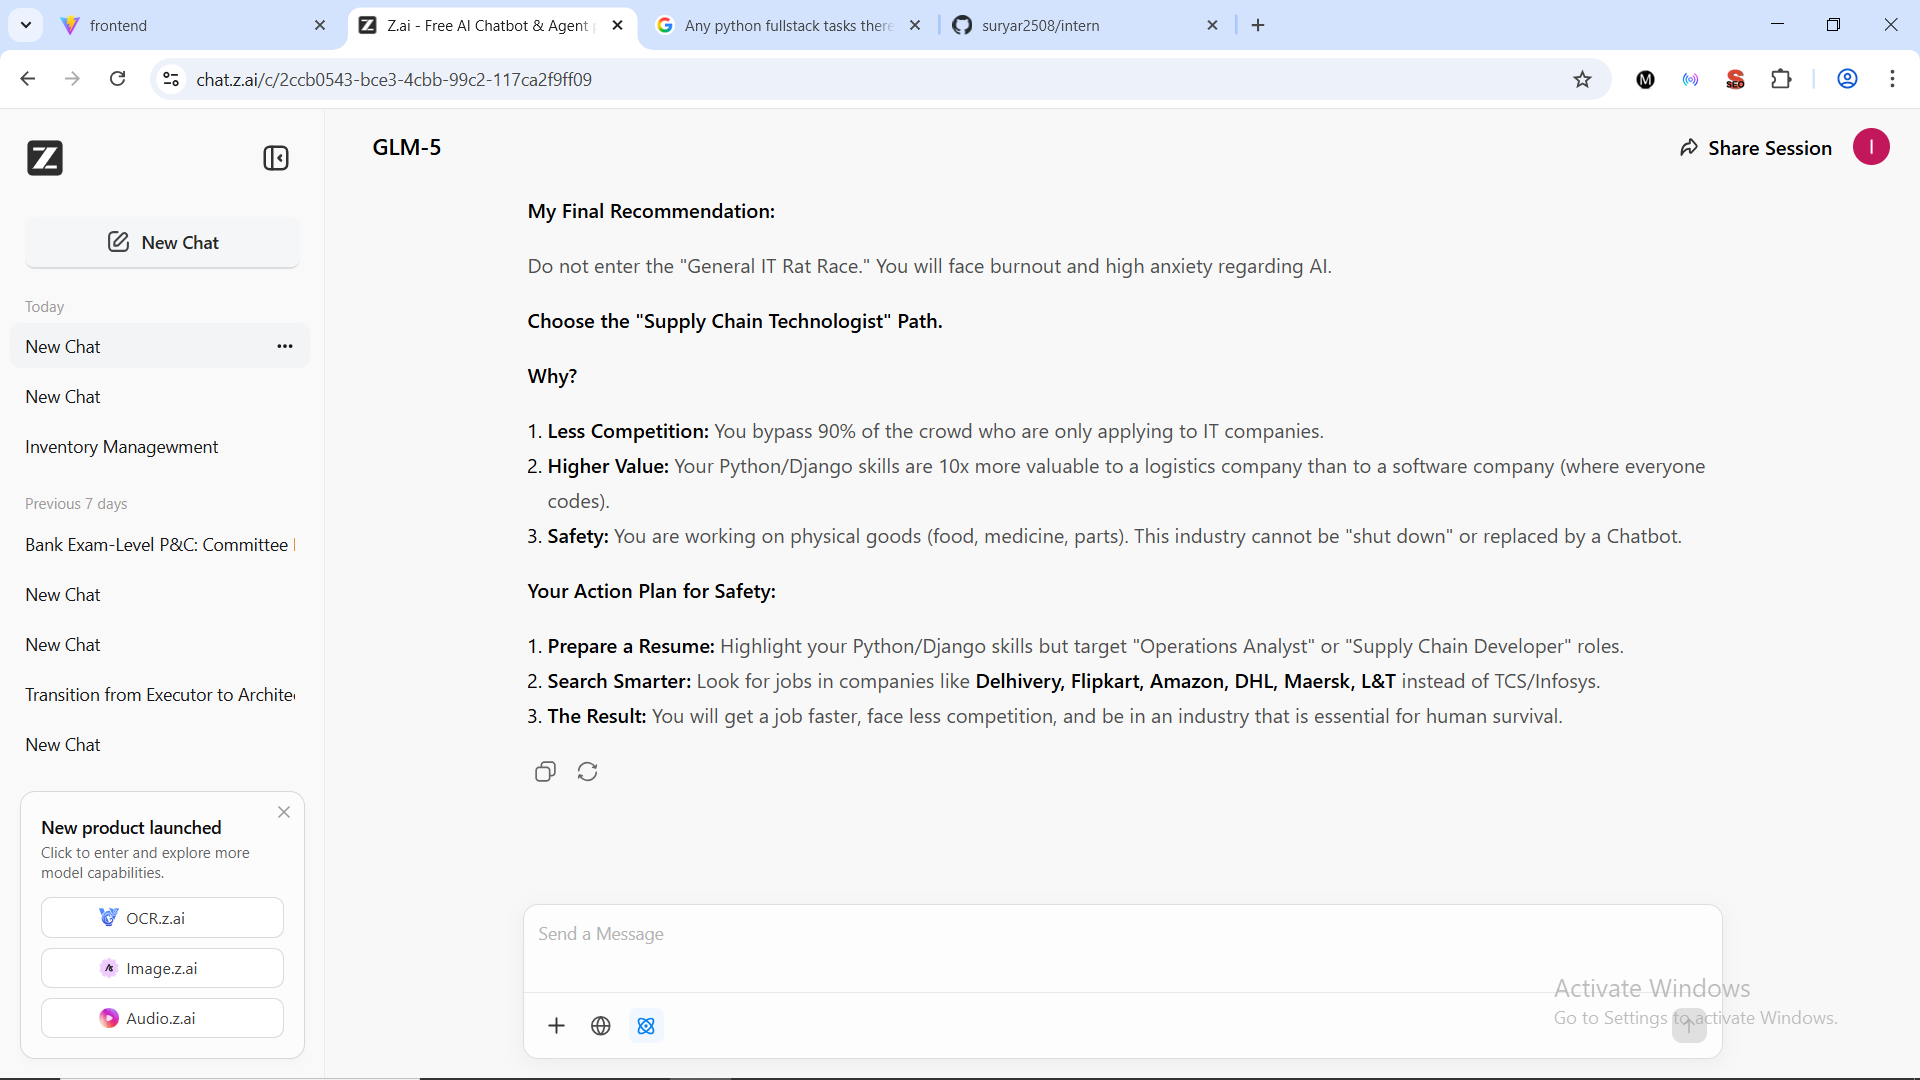 frontend
Z.ai - Free AI Chatbot & Agent
Any python fullstack tasks there
suryar2508/intern
chat.z.ai/c/2ccb0543-bce3-4cbb-99c2-117ca2f9ff09
M
SEO
Z
New Chat
Today
New Chat
New Chat
Inventory Managewment
Previous 7 days
Bank Exam-Level P&C: Committee
New Chat
New Chat
Transition from Executor to Archite
New Chat
New product launched
Click to enter and explore more
model capabilities.
OCR.z.ai
Image.z.ai
Audio.z.ai
GLM-5
Share Session
I
My Final Recommendation:
Do not enter the "General IT Rat Race." You will face burnout and high anxiety regarding AI.
Choose the "Supply Chain Technologist" Path.
Why?
1. Less Competition: You bypass 90% of the crowd who are only applying to IT companies.
2. Higher Value: Your Python/Django skills are 10x more valuable to a logistics company than to a software company (where everyone
codes).
3. Safety: You are working on physical goods (food, medicine, parts). This industry cannot be "shut down" or replaced by a Chatbot.
Your Action Plan for Safety:
1. Prepare a Resume: Highlight your Python/Django skills but target "Operations Analyst" or "Supply Chain Developer" roles.
2. Search Smarter: Look for jobs in companies like Delhivery, Flipkart, Amazon, DHL, Maersk, L&T instead of TCS/Infosys.
3. The Result: You will get a job faster, face less competition, and be in an industry that is essential for human survival.
Send a Message
Activate Windows
Go to Settings to activate Windows.